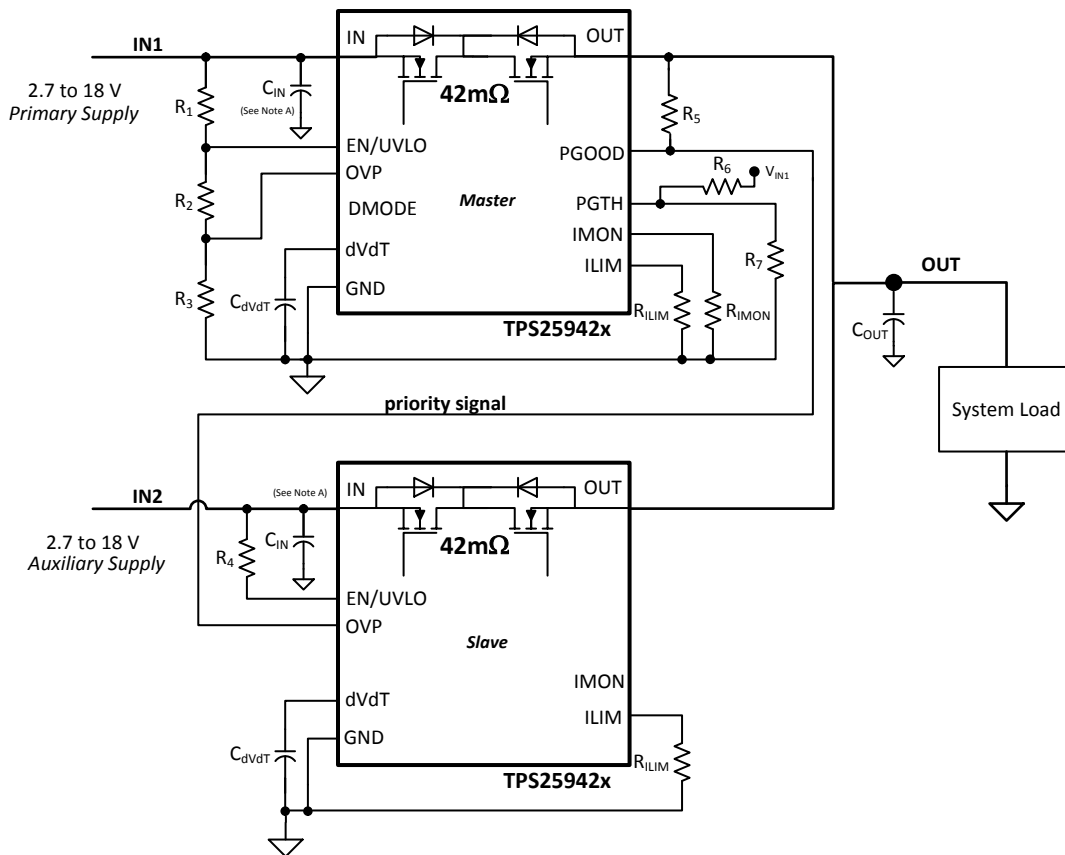 IN1
2.7 to 18 V
Primary Supply
R1
CIN
(See Note A)
R2
R3
CdVdT
IN
OUT
42mΩ
EN/UVLO
OVP
DMODE
dVdT
GND
Master
PGOOD
PGTH
IMON
ILIM
TPS25942x
R5
R6
VIN1
R7
RILIM
RIMON
OUT
COUT
System Load
priority signal
IN2
2.7 to 18 V
Auxiliary Supply
(See Note A)
R4
CIN
CdVdT
IN
OUT
42mΩ
EN/UVLO
OVP
Slave
dVdT
GND
IMON
ILIM
RILIM
TPS25942x